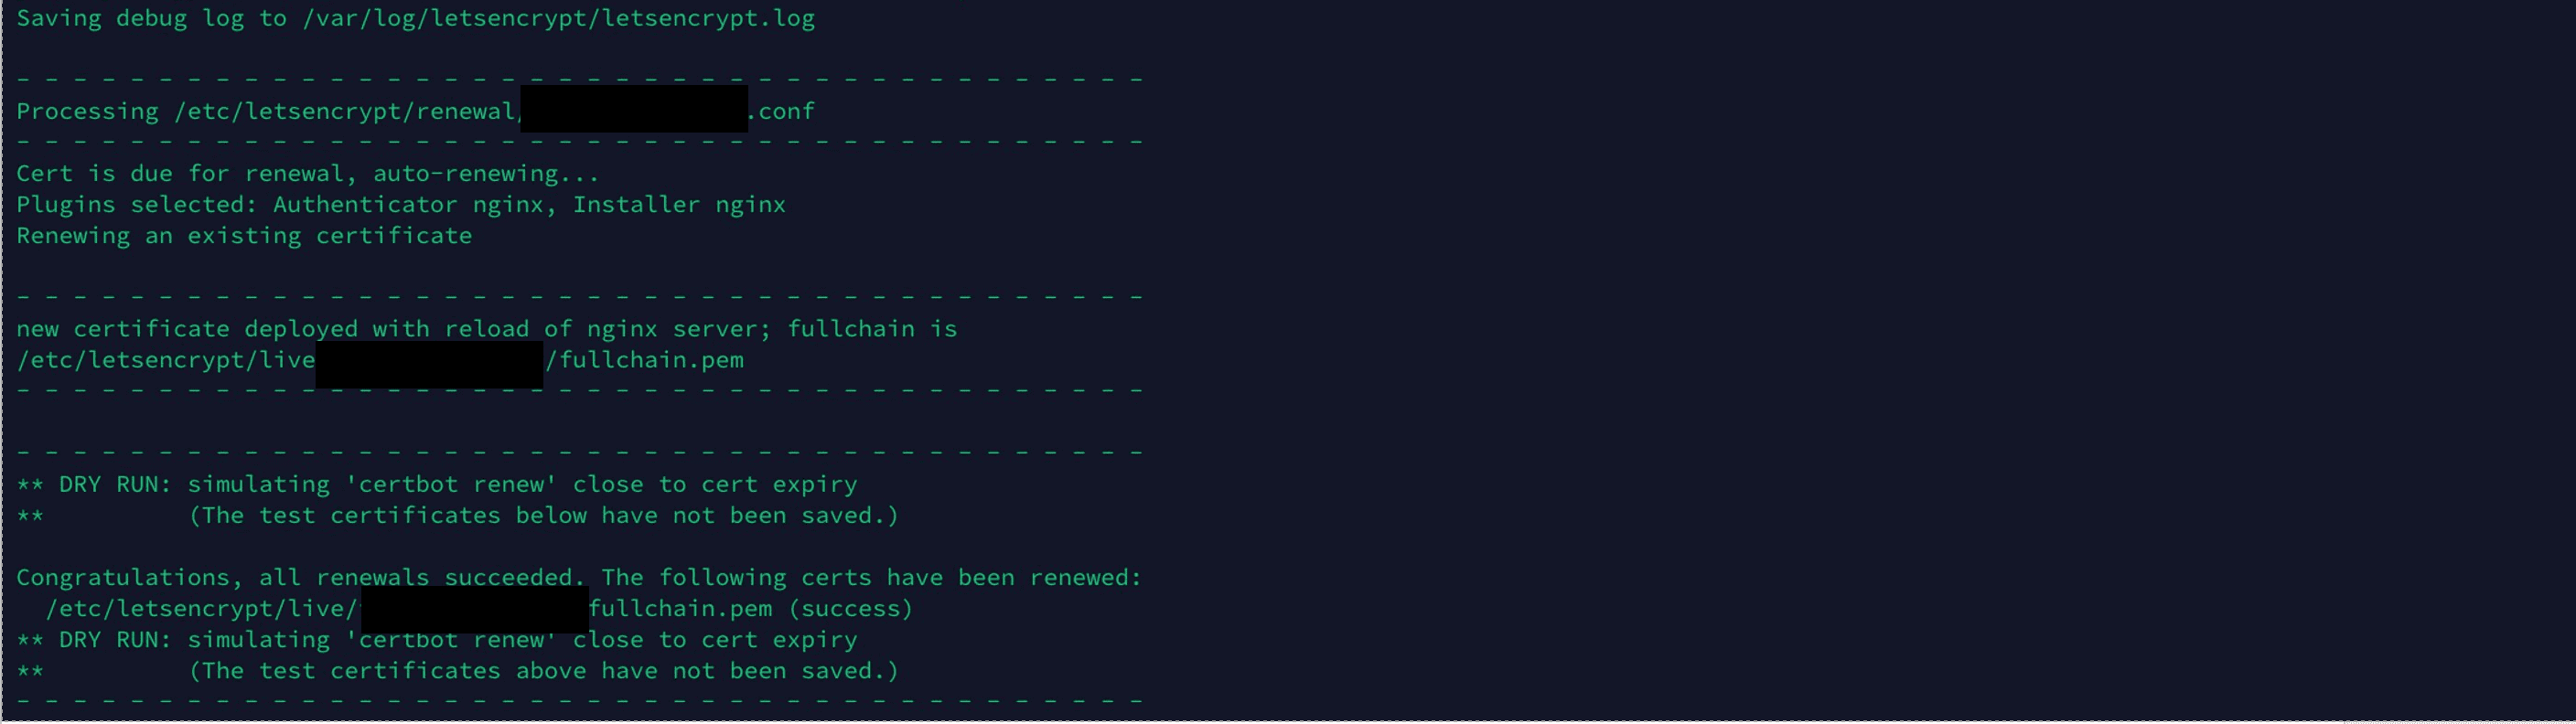 Saving debug log to /var/log/letsencrypt/letsencrypt.log
- - - - - - - - - - - - - - - - - - - - - - - - - - - - - - - - - - - - - - - -
Processing /etc/letsencrypt/renewal/ .conf
- - - - - - - - - - - - - - - - - - - - - - - - - - - - - - - - - - - - - - - -
Cert is due for renewal, auto-renewing...
Plugins selected: Authenticator nginx, Installer nginx
Renewing an existing certificate
- - - - - - - - - - - - - - - - - - - - - - - - - - - - - - - - - - - - - - - -
new certificate deployed with reload of nginx server; fullchain is
/etc/letsencrypt/live /fullchain.pem
- - - - - - - - - - - - - - - - - - - - - - - - - - - - - - - - - - - - - - - -
- - - - - - - - - - - - - - - - - - - - - - - - - - - - - - - - - - - - - - - -
** DRY RUN: simulating 'certbot renew' close to cert expiry
**          (The test certificates below have not been saved.)
Congratulations, all renewals succeeded. The following certs have been renewed:
  /etc/letsencrypt/live/ fullchain.pem (success)
** DRY RUN: simulating 'certbot renew' close to cert expiry
**          (The test certificates above have not been saved.)
- - - - - - - - - - - - - - - - - - - - - - - - - - - - - - - - - - - - - - - -